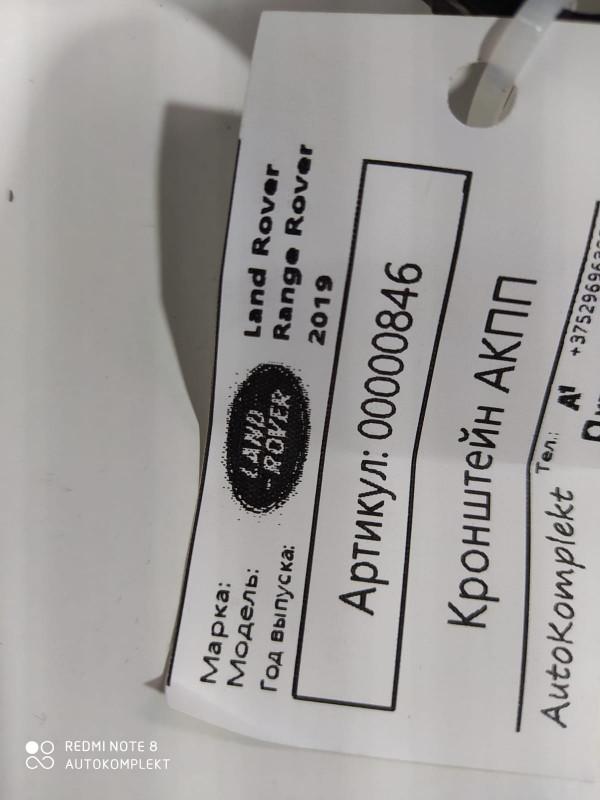 Марка: Land Rover
Модель: Range Rover
Год выпуска: 2019
LAND
ROVER
Артикул: 00000846
Кронштейн АКПП
AutoKomplekt Тел.: A1
REDMI NOTE 8
AUTOKOMPLEKT